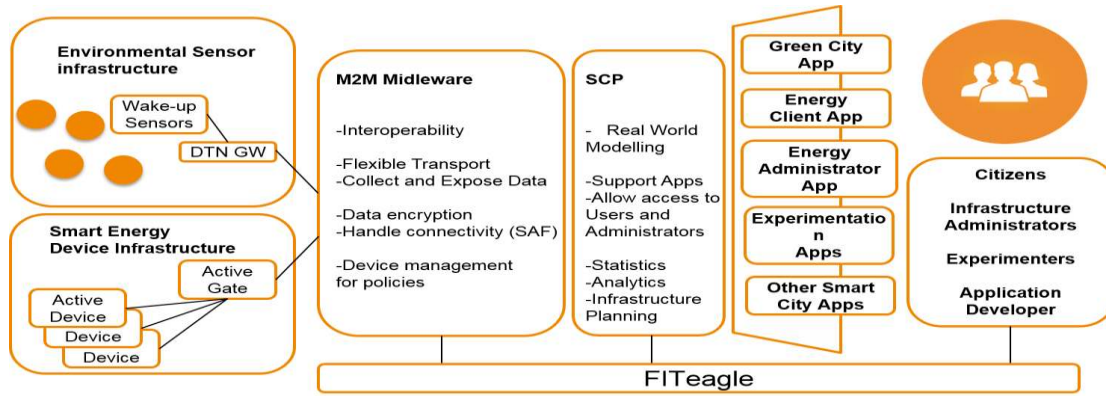 Environmental Sensor
infrastructure
Wake-up
Sensors
DTN GW
Smart Energy
Device Infrastructure
Active
Gate
Active
Device
Device
Device
M2M Midleware
-Interoperability
-Flexible Transport
-Collect and Expose Data
-Data encryption
-Handle connectivity (SAF)
-Device management
for policies
SCP
- Real World
Modelling
-Support Apps
-Allow access to
Users and
Administrators
-Statistics
-Analytics
-Infrastructure
Planning
Green City
App
Energy
Client App
Energy
Administrator
App
Experimentatio
n
Apps
Other Smart
City Apps
Citizens
Infrastructure
Administrators
Experimenters
Application
Developer
FITeagle